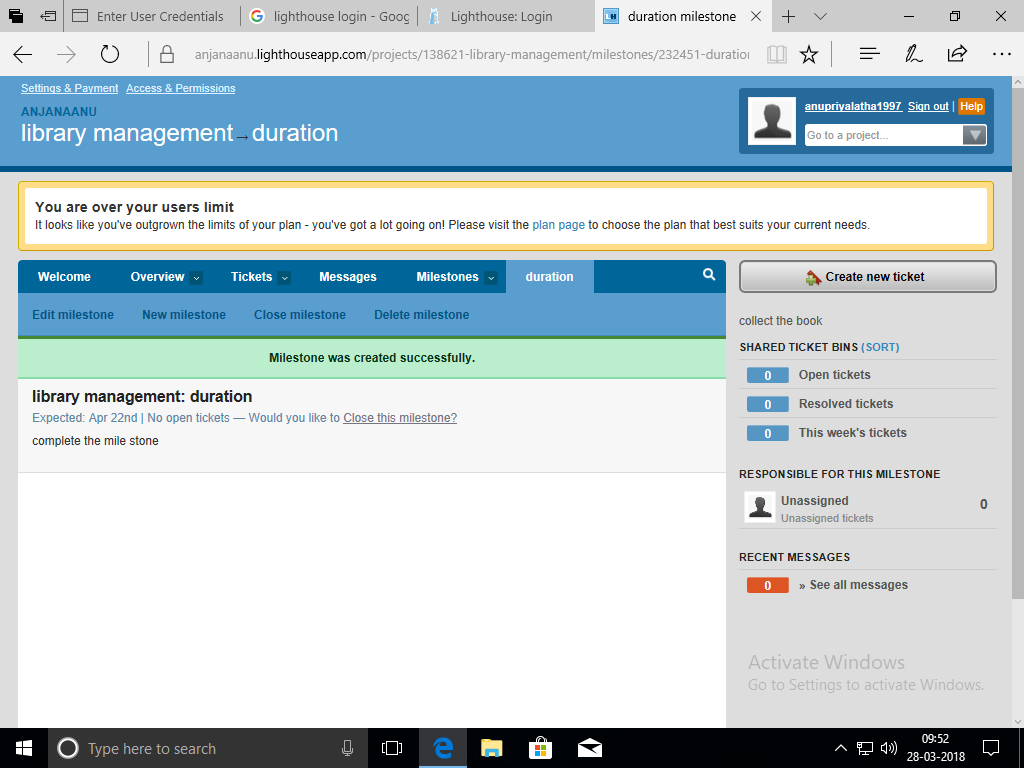 Enter User Credentials
lighthouse login - Goog
Lighthouse: Login
duration milestone
anjanaanu.lighthouseapp.com/projects/138621-library-management/milestones/232451-duration
Settings & Payment Access & Permissions
ANJANAANU
library management→duration
anupriyalatha1997 Sign out | Help
Go to a project...
You are over your users limit
It looks like you've outgrown the limits of your plan - you've got a lot going on! Please visit the plan page to choose the plan that best suits your current needs.
Welcome Overview Tickets Messages Milestones duration
Edit milestone New milestone Close milestone Delete milestone
Milestone was created successfully.
library management: duration
Expected: Apr 22nd | No open tickets — Would you like to Close this milestone?
complete the mile stone
Create new ticket
collect the book
SHARED TICKET BINS (SORT)
0 Open tickets
0 Resolved tickets
0 This week's tickets
RESPONSIBLE FOR THIS MILESTONE
Unassigned 0
Unassigned tickets
RECENT MESSAGES
0 » See all messages
Activate Windows
Go to Settings to activate Windows.
Type here to search
09:52
28-03-2018